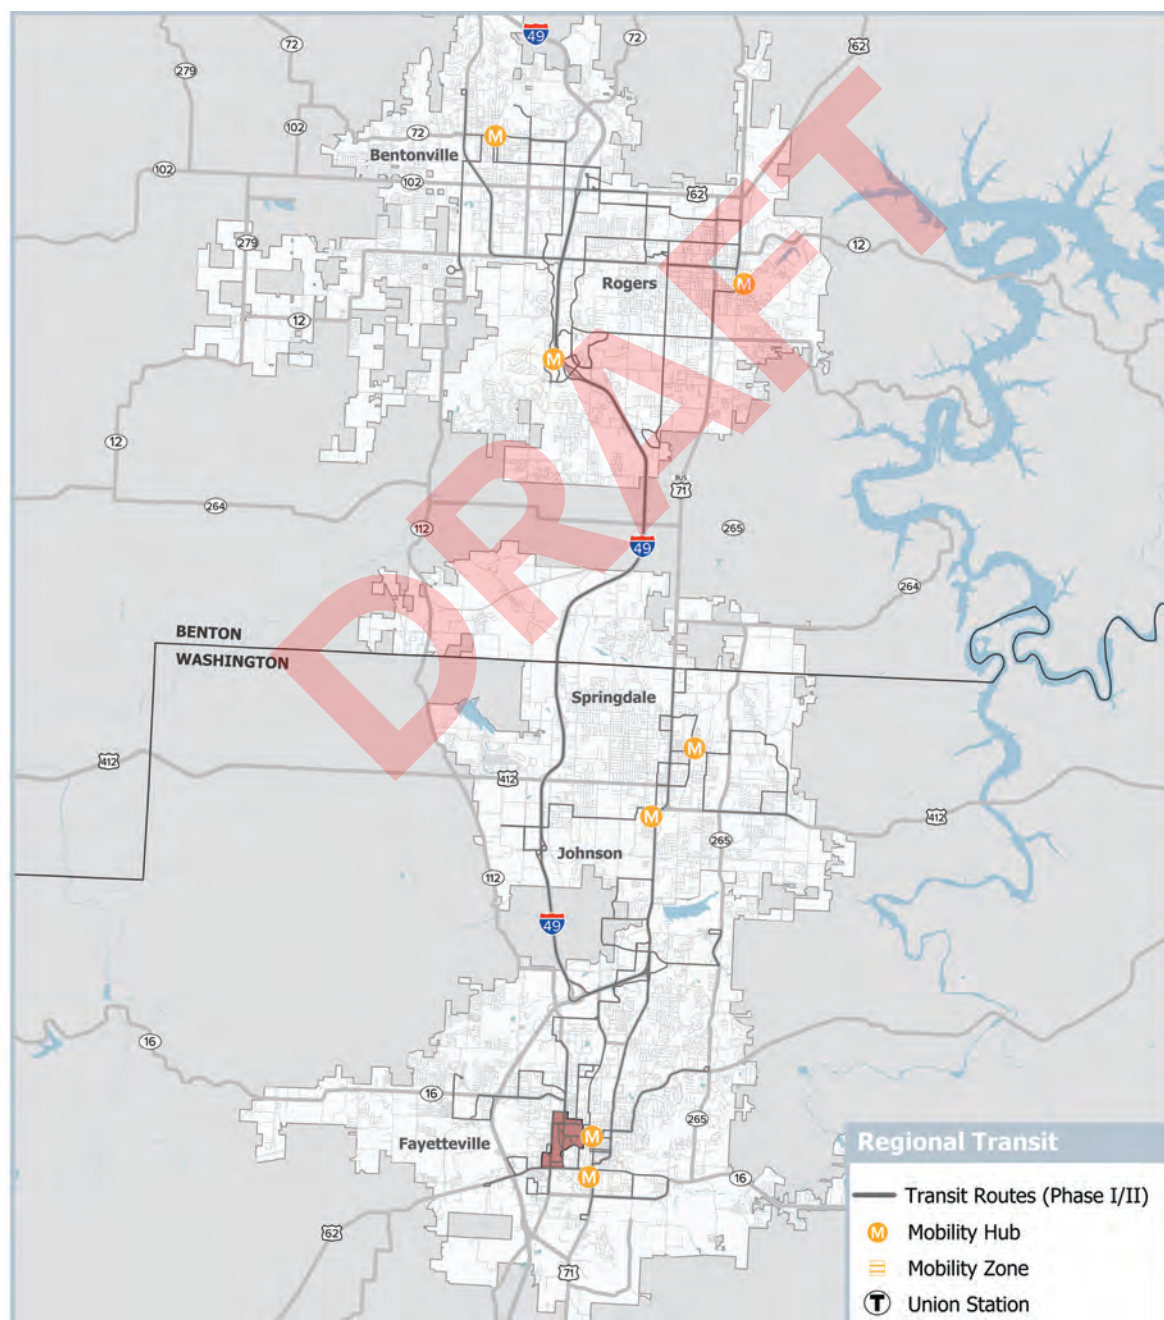 49
72
72
62
279
102
72
M
Bentonville
102
102
62
279
12
Rogers
M
12
M
12
BUS
71
264
112
265
49
264
BENTON
WASHINGTON
Springdale
M
412
412
M
412
265
Johnson
112
49
16
16
265
Fayetteville
M
M
16
62
71
DRAFT
Regional Transit
Transit Routes (Phase I/II)
M Mobility Hub
Mobility Zone
T Union Station